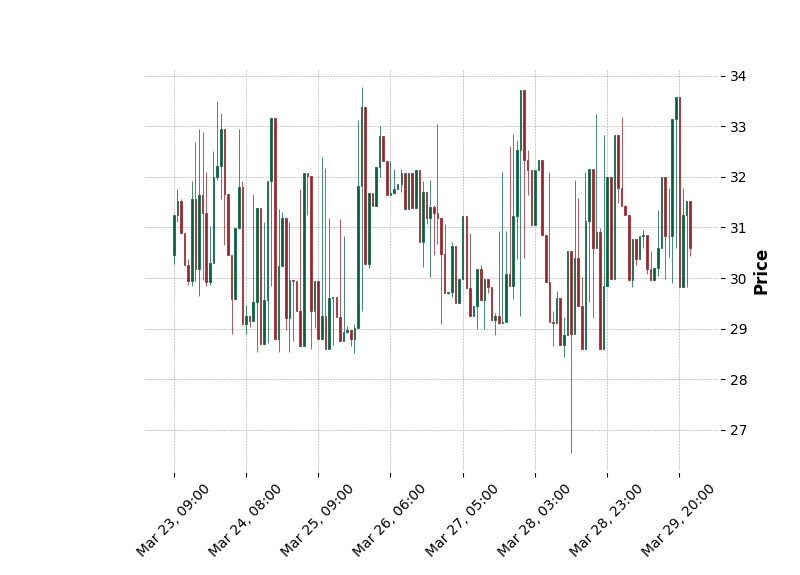 34
33
32
31
30
29
28
27
Price
Mar 23, 09:00
Mar 24, 08:00
Mar 25, 09:00
Mar 26, 06:00
Mar 27, 05:00
Mar 28, 03:00
Mar 28, 23:00
Mar 29, 20:00